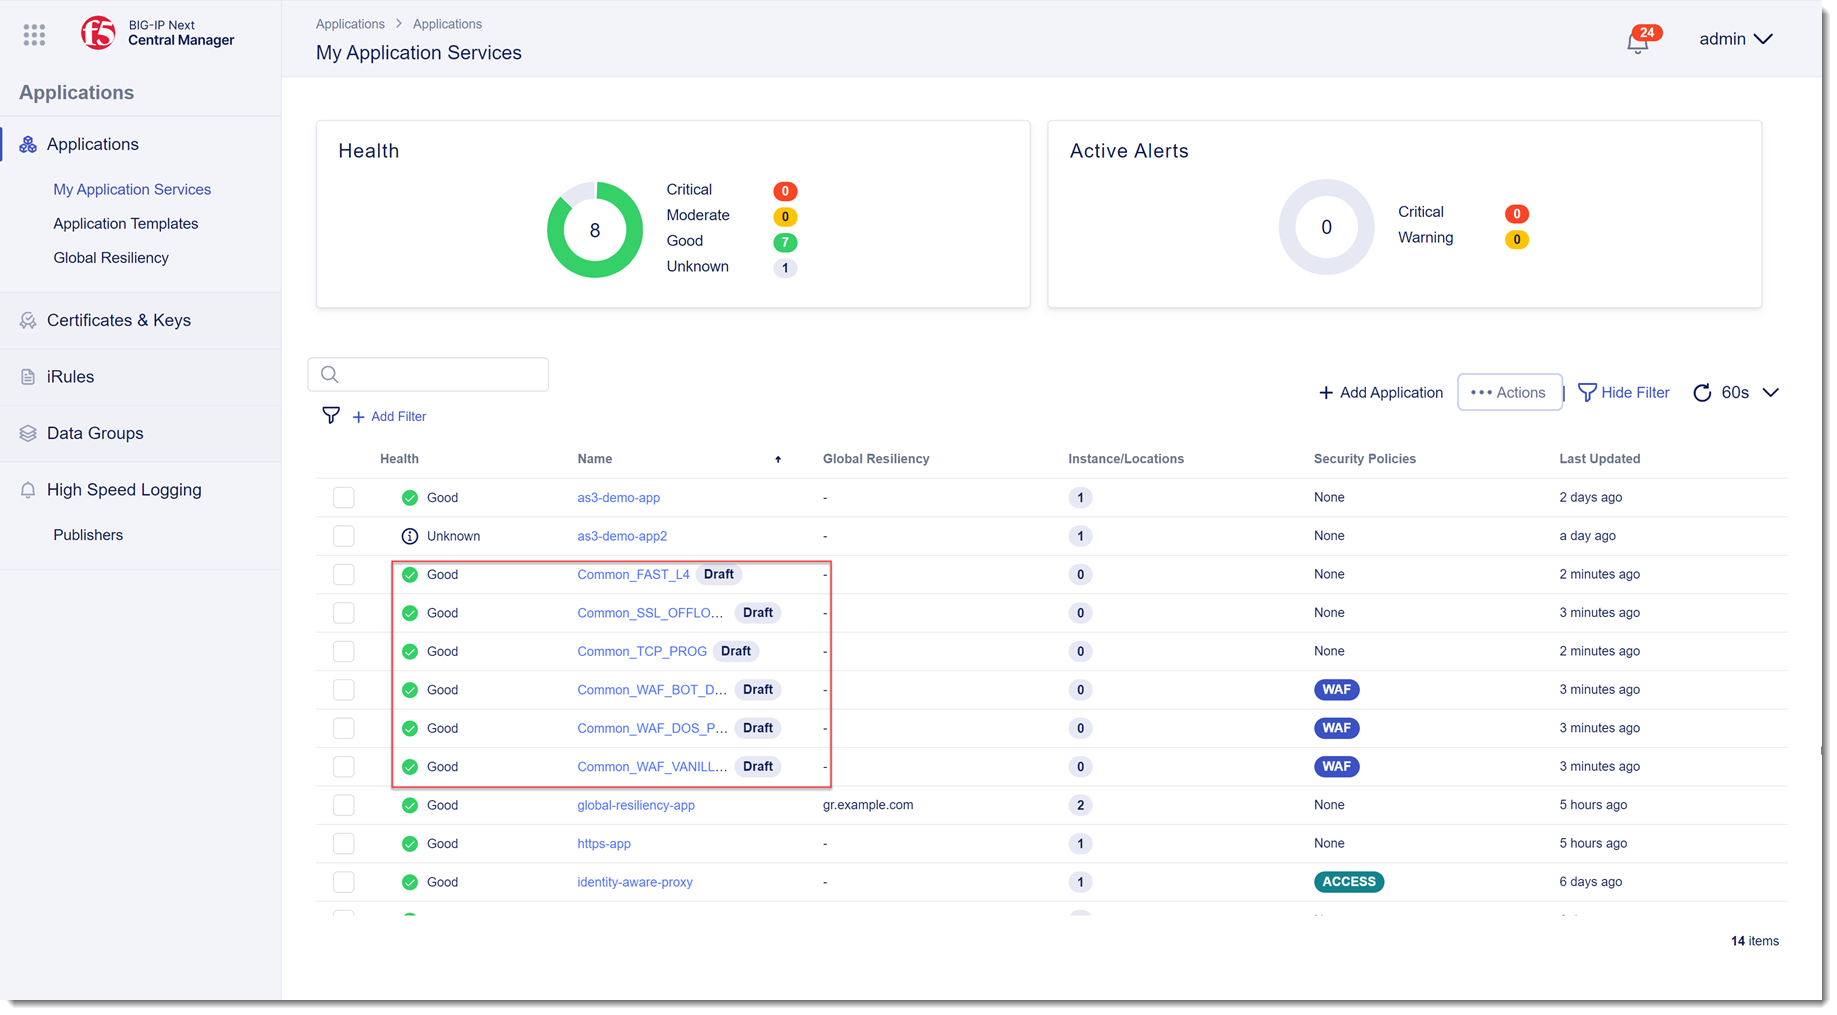 BIG-IP Next
Central Manager
Applications > Applications
My Application Services
24
admin
Applications
Applications
My Application Services
Application Templates
Global Resiliency
Certificates & Keys
iRules
Data Groups
High Speed Logging
Publishers
Health
8
Critical 0
Moderate 0
Good 7
Unknown 1
Active Alerts
0
Critical 0
Warning 0
+ Add Application
••• Actions
Hide Filter
60s
+ Add Filter
Health Name Global Resiliency Instance/Locations Security Policies Last Updated
Good as3-demo-app - 1 None 2 days ago
Unknown as3-demo-app2 - 1 None a day ago
Good Common_FAST_L4 Draft - 0 None 2 minutes ago
Good Common_SSL_OFFLO... Draft - 0 None 3 minutes ago
Good Common_TCP_PROG Draft - 0 None 2 minutes ago
Good Common_WAF_BOT_D... Draft - 0 WAF 3 minutes ago
Good Common_WAF_DOS_P... Draft - 0 WAF 3 minutes ago
Good Common_WAF_VANILL... Draft - 0 WAF 3 minutes ago
Good global-resiliency-app gr.example.com 2 None 5 hours ago
Good https-app - 1 None 5 hours ago
Good identity-aware-proxy - 1 ACCESS 6 days ago
14 items